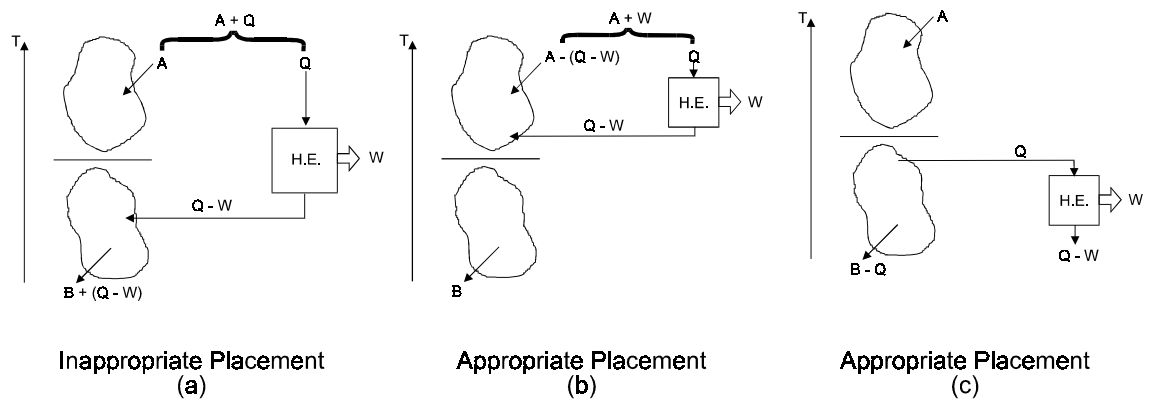 A + Q
T
A
Q
H.E.
W
Q - W
B + (Q - W)
Inappropriate Placement
(a)
A + W
T
A - (Q - W)
Q
H.E.
W
Q - W
B
Appropriate Placement
(b)
T
A
Q
H.E.
W
B - Q
Q - W
Appropriate Placement
(c)